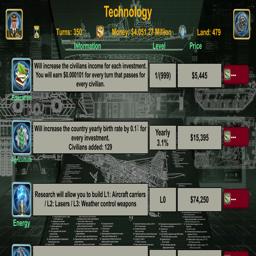 Technology
Turns: 350
Money: $4,051.27 Million
Land: 479
Information
Level
Price
Will increase the civilians income for each investment.
You will earn $0.000101 for every turn that passes for
every civilian.
1/(999)
$5,445
Will increase the country yearly birth rate by 0.1% for
every investment.
Civilians added: 129
Yearly
3.1%
$15,395
Research will allow you to build L1: Aircraft carriers
/ L2: Lasers / L3: Weather control weapons
L0
$74,250
Energy